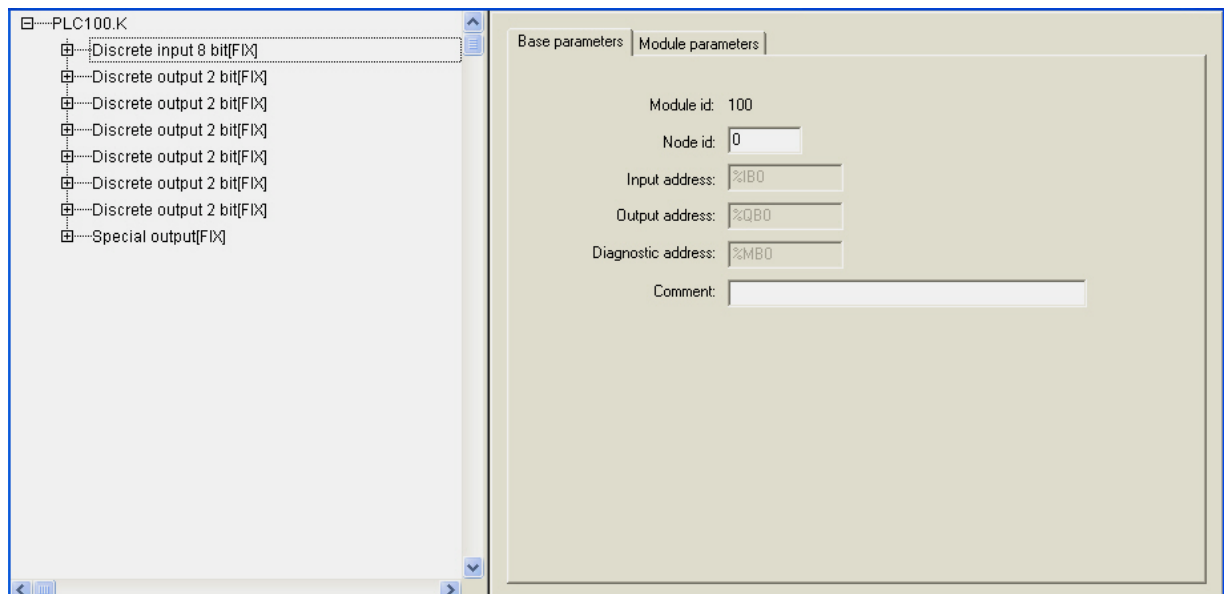 PLC100.K
Discrete input 8 bit[FIX]
Discrete output 2 bit[FIX]
Discrete output 2 bit[FIX]
Discrete output 2 bit[FIX]
Discrete output 2 bit[FIX]
Discrete output 2 bit[FIX]
Discrete output 2 bit[FIX]
Special output[FIX]
Base parameters Module parameters
Module id: 100
Node id: 0
Input address: %IB0
Output address: %QB0
Diagnostic address: %MB0
Comment: